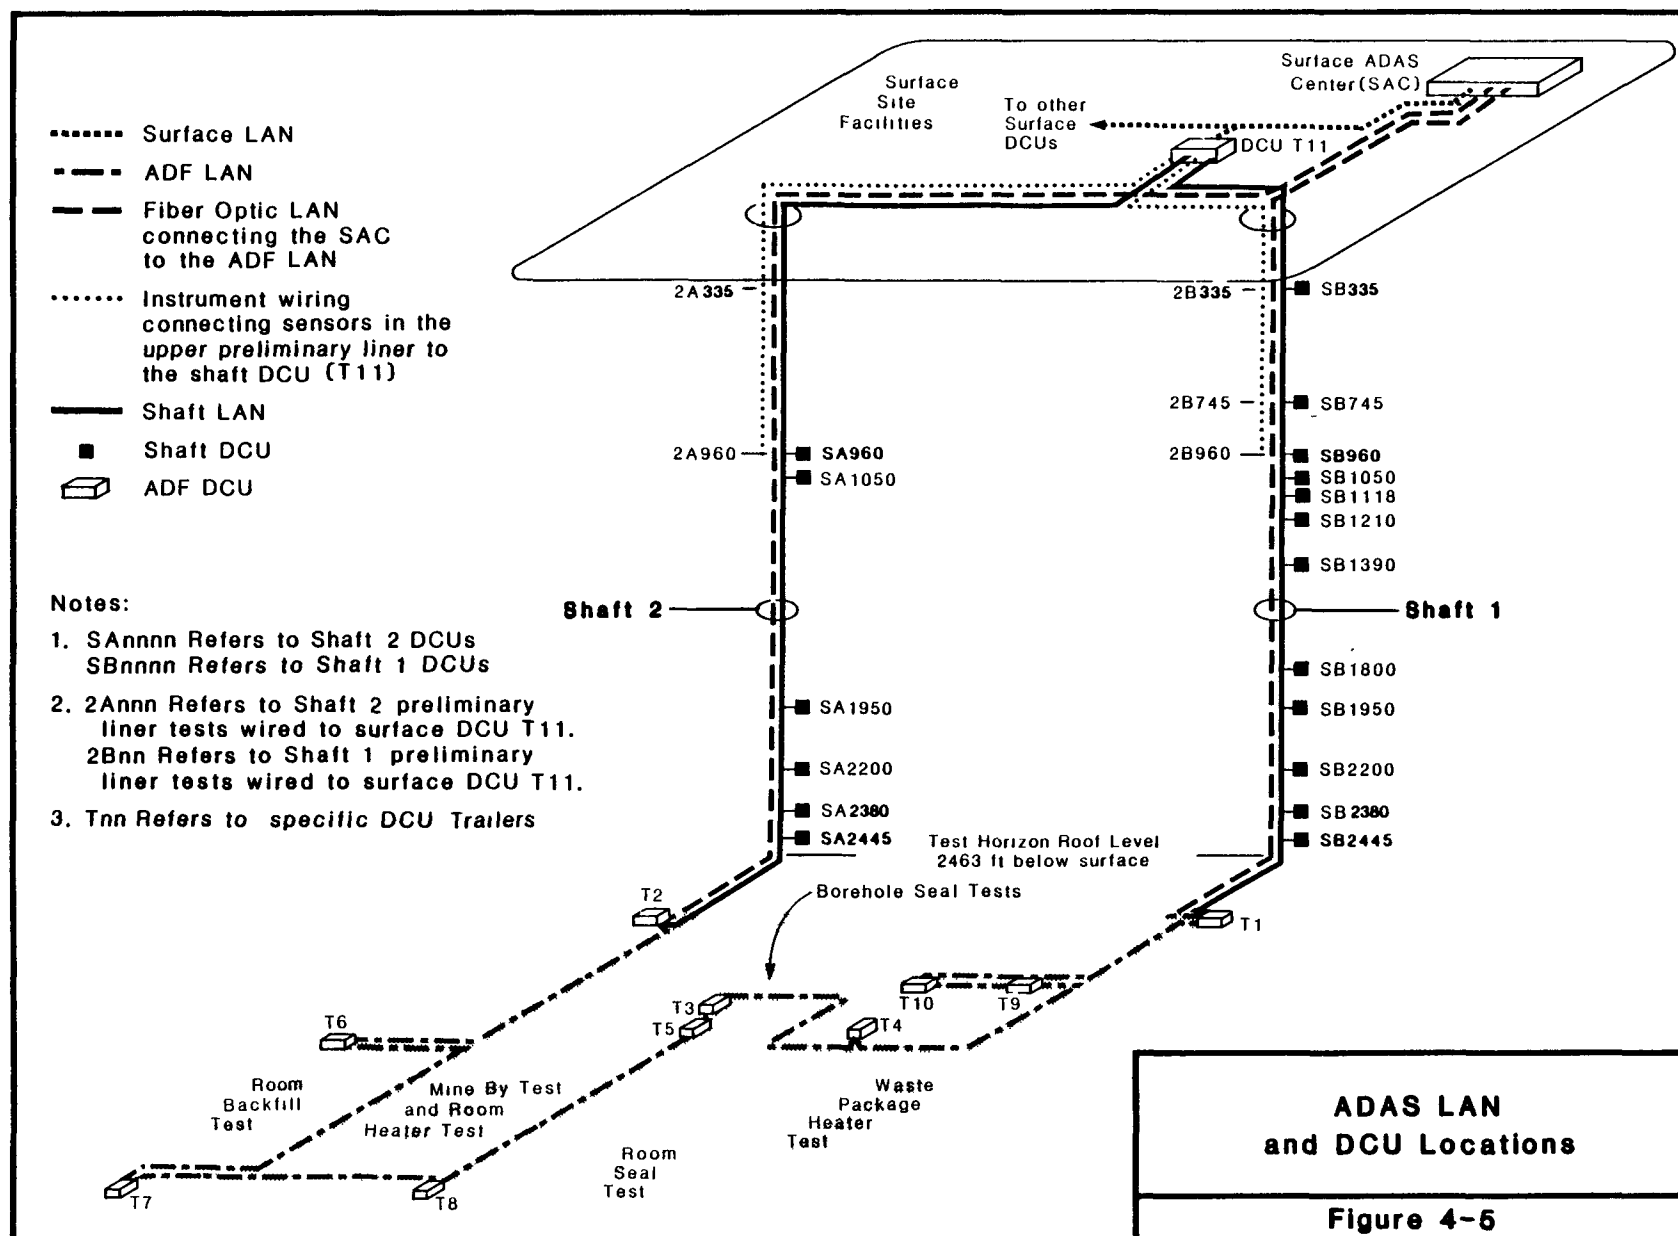 Surface LAN
ADF LAN
Fiber Optic LAN
connecting the SAC
to the ADF LAN
Instrument wiring
connecting sensors in the
upper preliminary liner to
the shaft DCU (T11)
Shaft LAN
Shaft DCU
ADF DCU
Notes:
1. SAnnnn Refers to Shaft 2 DCUs
SBnnnn Refers to Shaft 1 DCUs
2. 2Annn Refers to Shaft 2 preliminary
liner tests wired to surface DCU T11.
2Bnn Refers to Shaft 1 preliminary
liner tests wired to surface DCU T11.
3. Tnn Refers to specific DCU Trailers
Surface
Site
Facilities
To other
Surface
DCUs
Surface ADAS
Center(SAC)
DCU T11
2A335
2A960
SA960
SA1050
Shaft 2
SA1950
SA2200
SA2380
SA2445
2B335
2B745
2B960
SB335
SB745
SB960
SB1050
SB1118
SB1210
SB1390
Shaft 1
SB1800
SB1950
SB2200
SB2380
SB2445
Test Horizon Roof Level
2463 ft below surface
Borehole Seal Tests
T2
T1
T3
T5
T4
T10
T9
T6
T7
T8
Room
Backfill
Test
Mine By Test
and Room
Heater Test
Room
Seal
Test
Waste
Package
Heater
Test
ADAS LAN
and DCU Locations
Figure 4-5